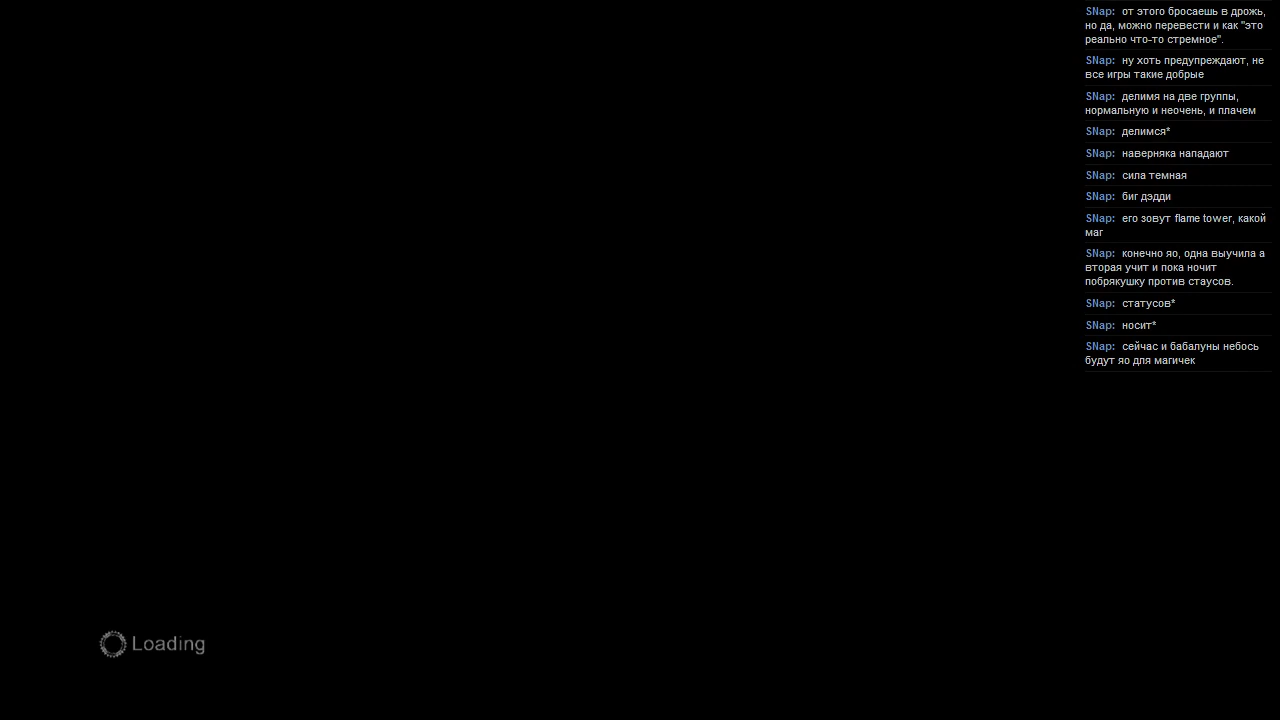 SNap: от этого бросаешь в дрожь,
но да, можно перевести и как "это
реально что-то стремное".
SNap: ну хоть предупреждают, не
все игры такие добрые
SNap: делимя на две группы,
нормальную и неочень, и плачем
SNap: делимся*
SNap: наверняка нападают
SNap: сила темная
SNap: биг дэдди
SNap: его зовут flame tower, какой
маг
SNap: конечно яо, одна выучила а
вторая учит и пока ночит
побрякушку против стаусов.
SNap: статусов*
SNap: носит*
SNap: сейчас и бабалуны небось
будут яо для магичек
Loading